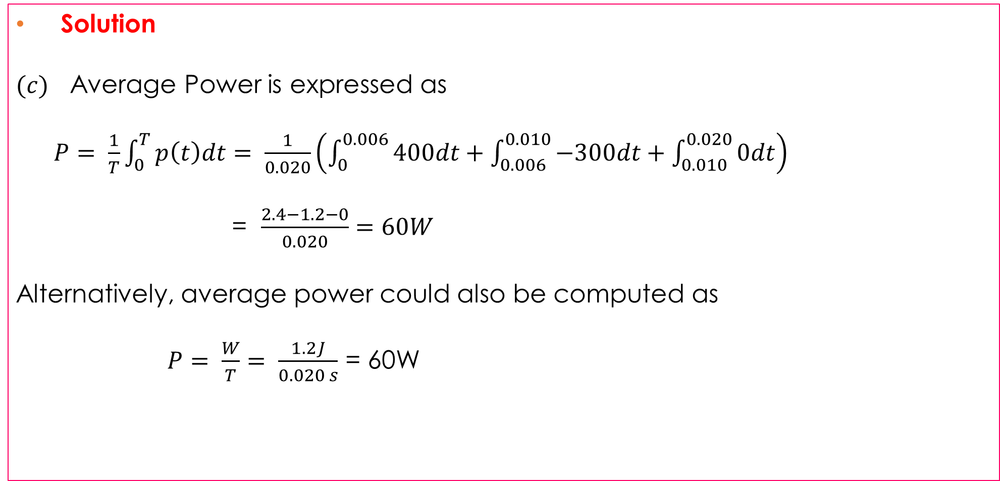 • Solution
(c) Average Power is expressed as
P = \frac{1}{T} \int_0^T p(t)dt = \frac{1}{0.020} \left( \int_0^{0.006} 400dt + \int_{0.006}^{0.010} −300dt + \int_{0.010}^{0.020} 0dt \right)
= \frac{2.4−1.2−0}{0.020} = 60W
Alternatively, average power could also be computed as
P = \frac{W}{T} = \frac{1.2J}{0.020 s} = 60W